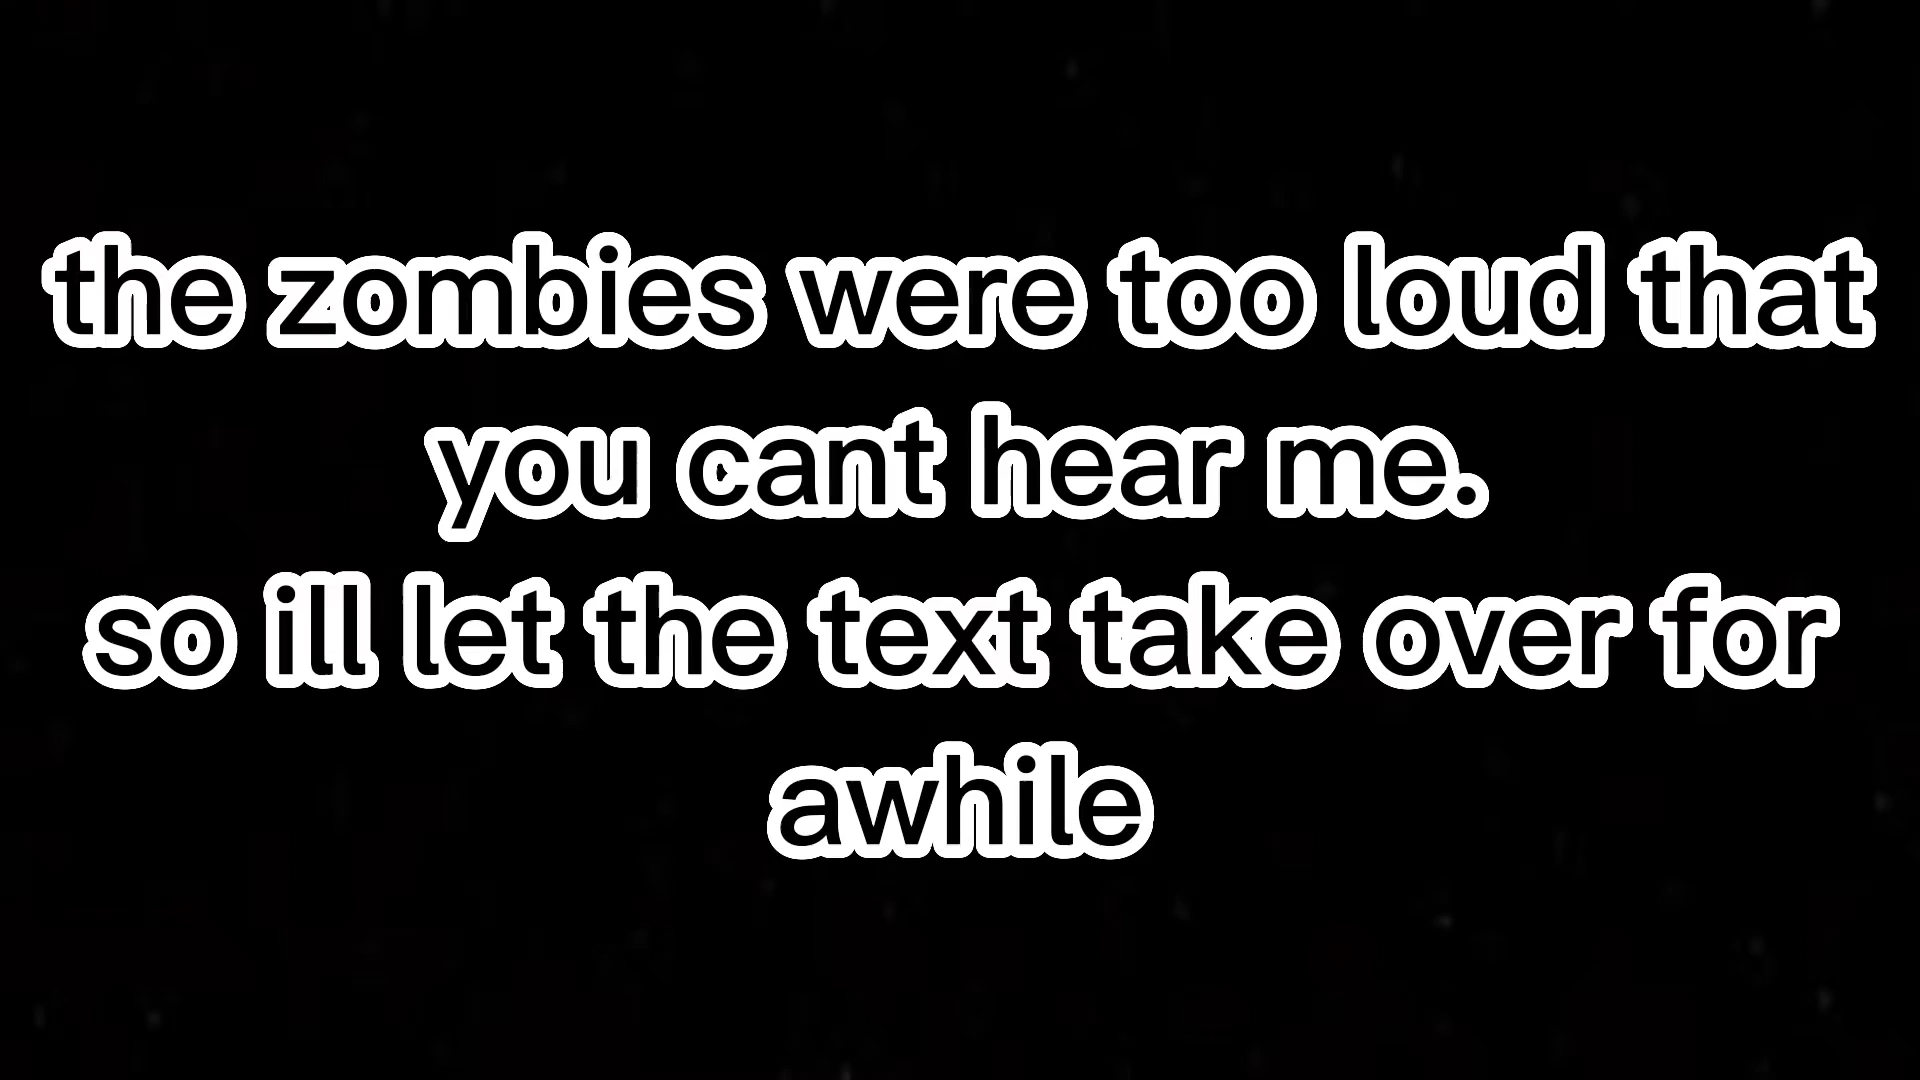 the zombies were too loud that
you cant hear me.
so ill let the text take over for
awhile